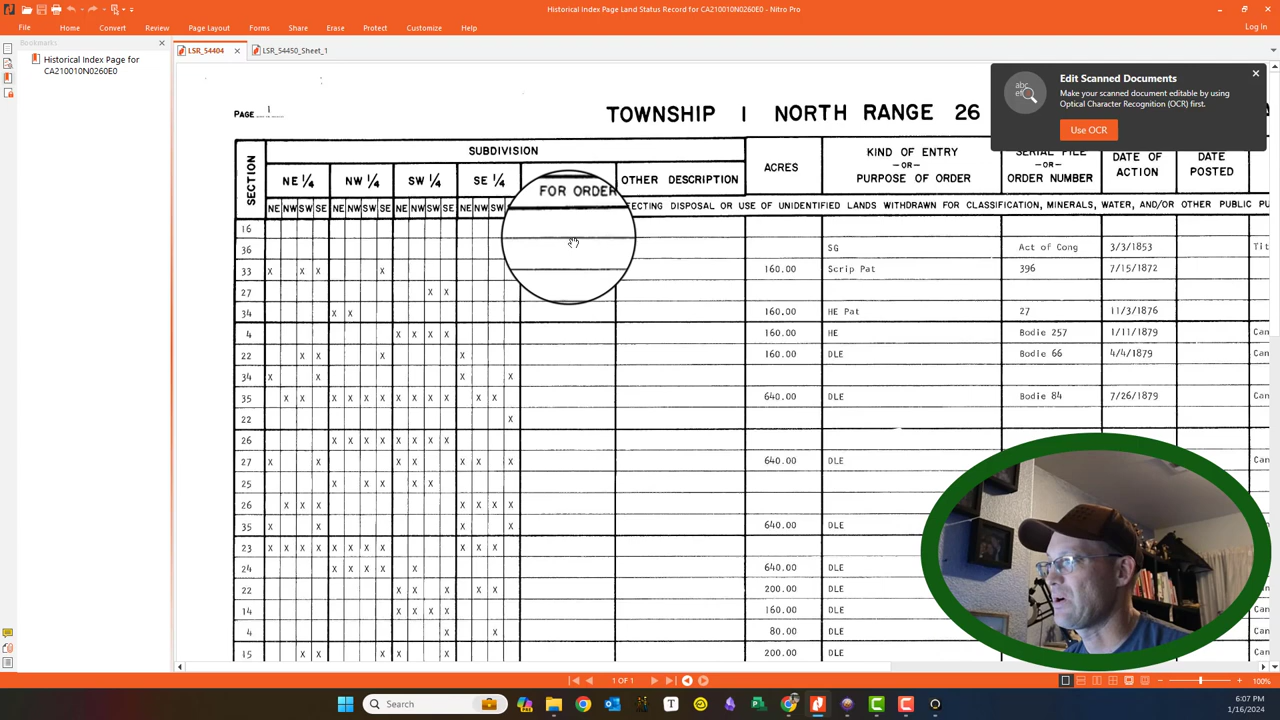 Historical Index Page Land Status Record for CA210010N0260E0 - Nitro Pro
File Home Convert Review Page Layout Forms Share Erase Protect Customize Help Log In
Bookmarks
LSR_54404 LSR_54450_Sheet_1
Historical Index Page for
CA210010N0260E0
Edit Scanned Documents
Make your scanned document editable by using
Optical Character Recognition (OCR) first.
Use OCR
PAGE 1
TOWNSHIP 1 NORTH RANGE 26
SECTION
SUBDIVISION
NE 1/4 NW 1/4 SW 1/4 SE 1/4
OTHER DESCRIPTION
ACRES
KIND OF ENTRY
-OR-
PURPOSE OF ORDER
SERIAL FILE
-OR-
ORDER NUMBER
DATE OF
ACTION
DATE
POSTED
NE NW SW SE NE NW SW SE NE NW SW SE NE NW SW
FOR ORDER
ECTING DISPOSAL OR USE OF UNIDENTIFIED LANDS WITHDRAWN FOR CLASSIFICATION, MINERALS, WATER, AND/OR OTHER PUBLIC PU
16
36 SG Act of Cong 3/3/1853 Tit
33 X X X X 160.00 Scrip Pat 396 7/15/1872
27 X X
34 X X 160.00 HE Pat 27 11/3/1876
4 X X X X 160.00 HE Bodie 257 1/11/1879 Can
22 X X X X 160.00 DLE Bodie 66 4/4/1879 Can
34 X X X X
35 X X X X X X X X X X X X 640.00 DLE Bodie 84 7/26/1879 Can
22 X
26 X X X X X X X X
27 X X X X X X X 640.00 DLE
25 X X X X X
26 X X X X X X X
35 X X X X 640.00 DLE
23 X X X X X X X X X X X
24 X X X X X 640.00 DLE
22 X X X X X 200.00 DLE
14 X X X X 160.00 DLE
4 X X 80.00 DLE
15 X X X X X 200.00 DLE
1 OF 1
100%
Search
6:07 PM
1/16/2024